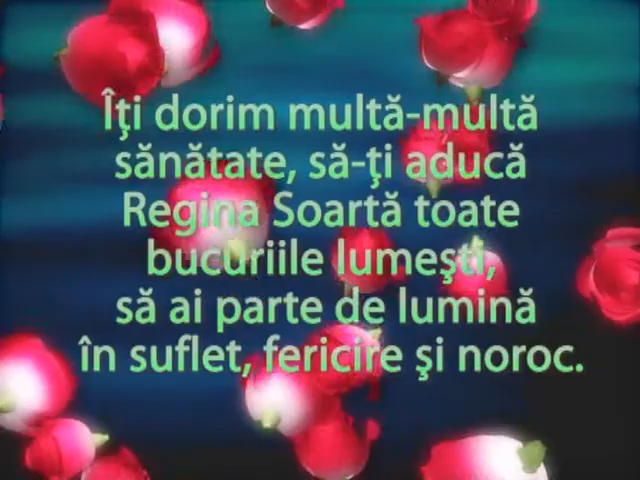 Îţi dorim multă-multă
sănătate, să-ţi aducă
Regina Soartă toate
bucuriile lumeşti,
să ai parte de lumină
în suflet, fericire şi noroc.